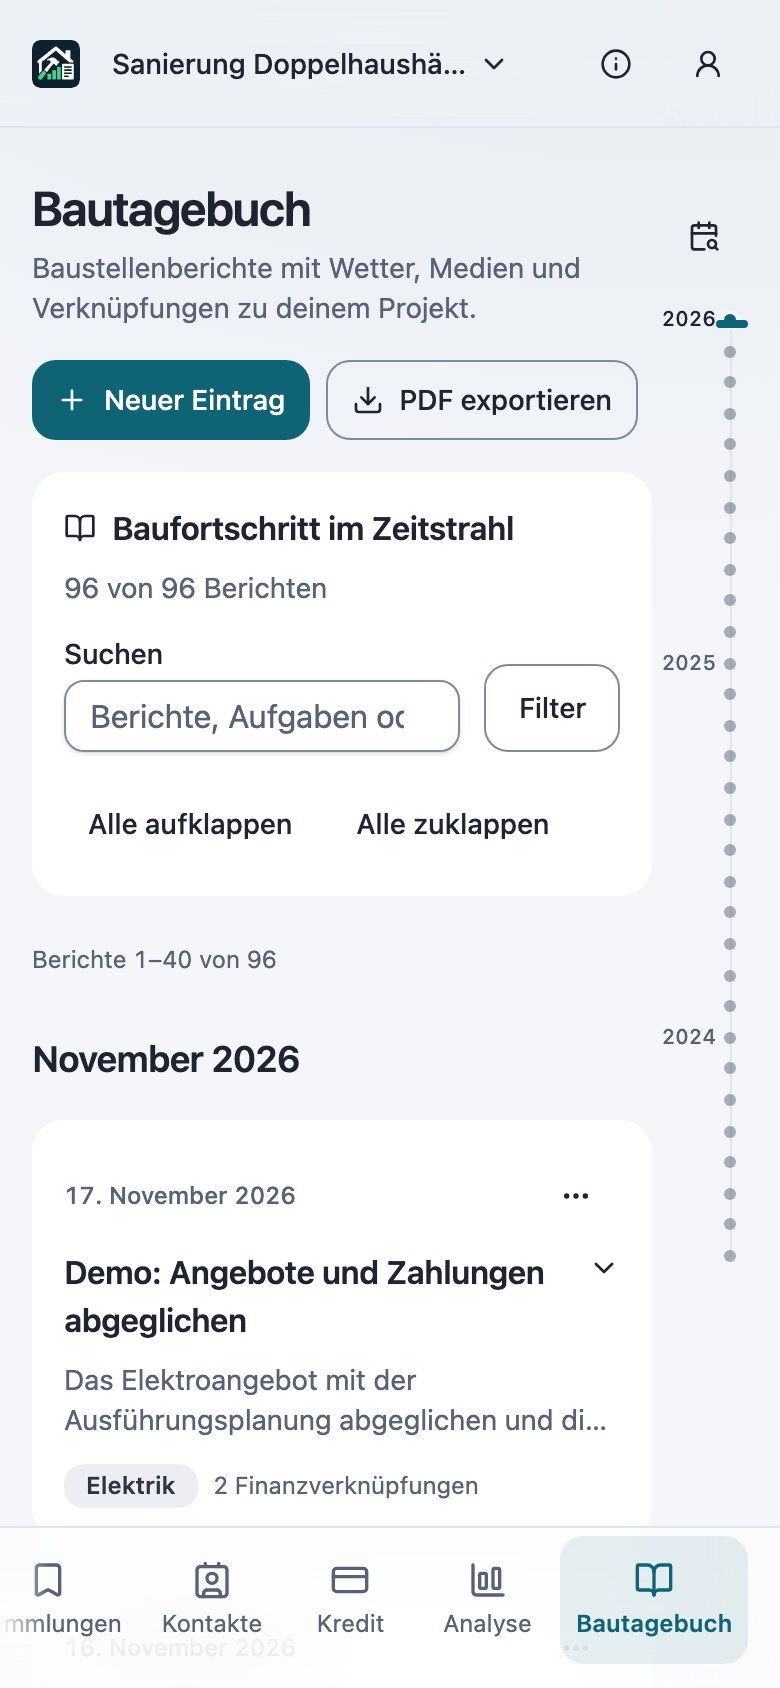 Sanierung Doppelhaushä...
Bautagebuch
Baustellenberichte mit Wetter, Medien und
Verknüpfungen zu deinem Projekt.
2026
Neuer Eintrag
PDF exportieren
Baufortschritt im Zeitstrahl
96 von 96 Berichten
Suchen
2025
Berichte, Aufgaben od
Filter
Alle aufklappen
Alle zuklappen
Berichte 1–40 von 96
2024
November 2026
17. November 2026
Demo: Angebote und Zahlungen
abgeglichen
Das Elektroangebot mit der
Ausführungsplanung abgeglichen und di...
Elektrik
2 Finanzverknüpfungen
mmlungen
Kontakte
Kredit
Analyse
Bautagebuch
16. November 2026